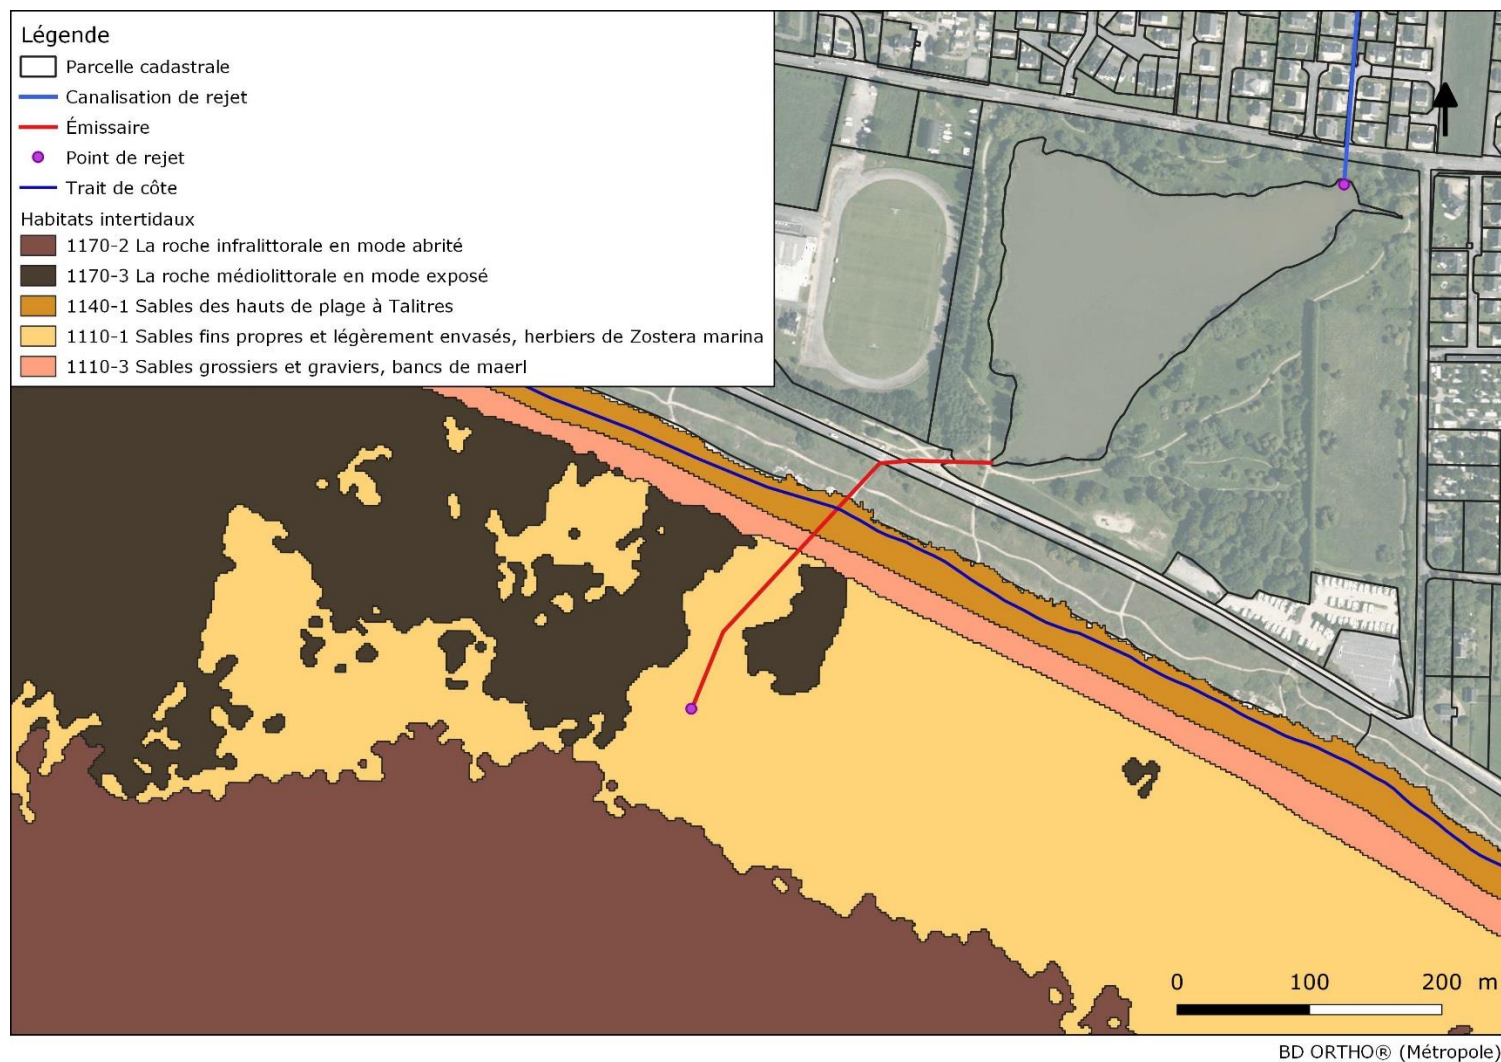 Légende
Parcelle cadastrale
Canalisation de rejet
Émissaire
Point de rejet
Trait de côte
Habitats intertidaux
1170-2 La roche infralittorale en mode abrité
1170-3 La roche médiolittorale en mode exposé
1140-1 Sables des hauts de plage à Talitres
1110-1 Sables fins propres et légèrement envasés, herbiers de Zostera marina
1110-3 Sables grossiers et graviers, bancs de maerl
0 100 200 m
BD ORTHO® (Métropole)